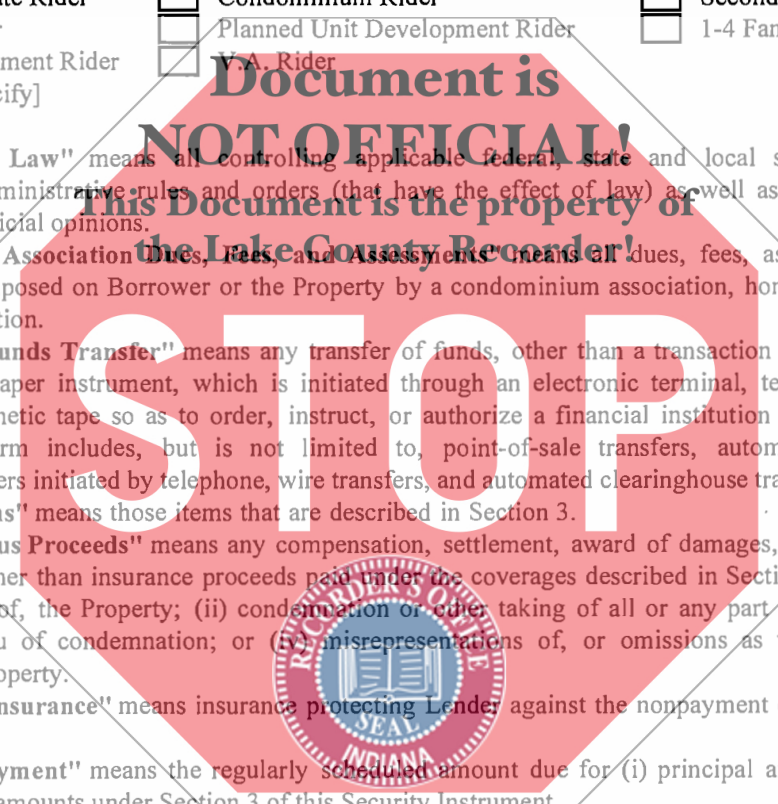 Condominium Rider
Second
Planned Unit Development Rider
1-4 Fam
ment Rider
V.A. Rider
cify]
Document is
NOT OFFICIAL!
This Document is the property of
the Lake County Recorder!
Law" means all controlling applicable federal, state and local s
ministrative rules and orders (that have the effect of law) as well as
icial opinions.
Association Dues, Fees, and Assessments" means all dues, fees, as
posed on Borrower or the Property by a condominium association, hom
tion.
unds Transfer" means any transfer of funds, other than a transaction
aper instrument, which is initiated through an electronic terminal, te
netic tape so as to order, instruct, or authorize a financial institution
rm includes, but is not limited to, point-of-sale transfers, autom
ers initiated by telephone, wire transfers, and automated clearinghouse tra
ns" means those items that are described in Section 3.
us Proceeds" means any compensation, settlement, award of damages,
her than insurance proceeds paid under the coverages described in Secti
of, the Property; (ii) condemnation or other taking of all or any part
u of condemnation; or (iv) misrepresentations of, or omissions as
operty.
nsurance" means insurance protecting Lender against the nonpayment
yment" means the regularly scheduled amount due for (i) principal a
amounts under Section 3 of this Security Instrument.
STOP
RECORDER'S OFFICE
SEAL
INDIANA